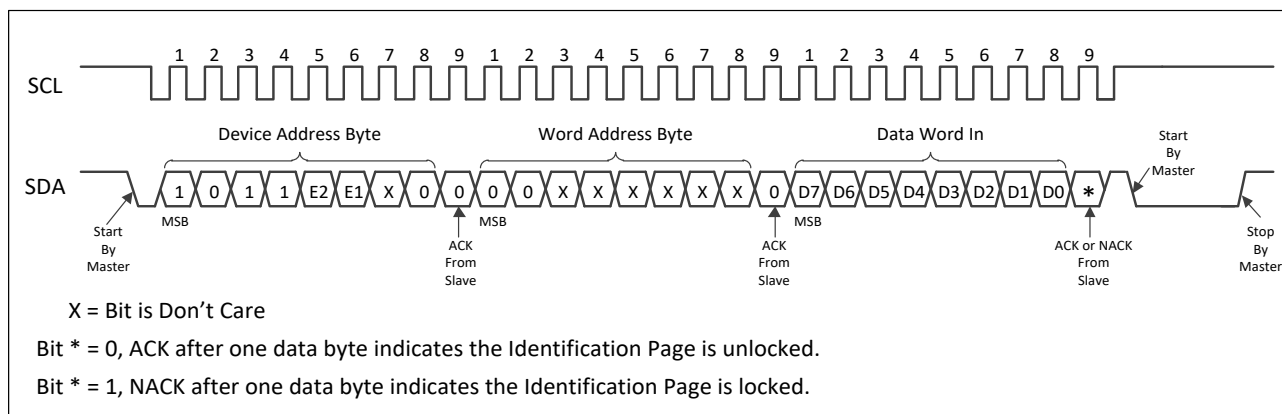 1 2 3 4 5 6 7 8 9 1 2 3 4 5 6 7 8 9 1 2 3 4 5 6 7 8 9
SCL
Device Address Byte
Word Address Byte
Data Word In
Start
By
Master
SDA
1 0 1 1 E2 E1 X 0 0 0 0 X X X X X X 0 D7 D6 D5 D4 D3 D2 D1 D0 *
MSB
MSB
MSB
Start
By
Master
ACK
From
Slave
ACK
From
Slave
ACK or NACK
From
Slave
Stop
By
Master
X = Bit is Don't Care
Bit * = 0, ACK after one data byte indicates the Identification Page is unlocked.
Bit * = 1, NACK after one data byte indicates the Identification Page is locked.